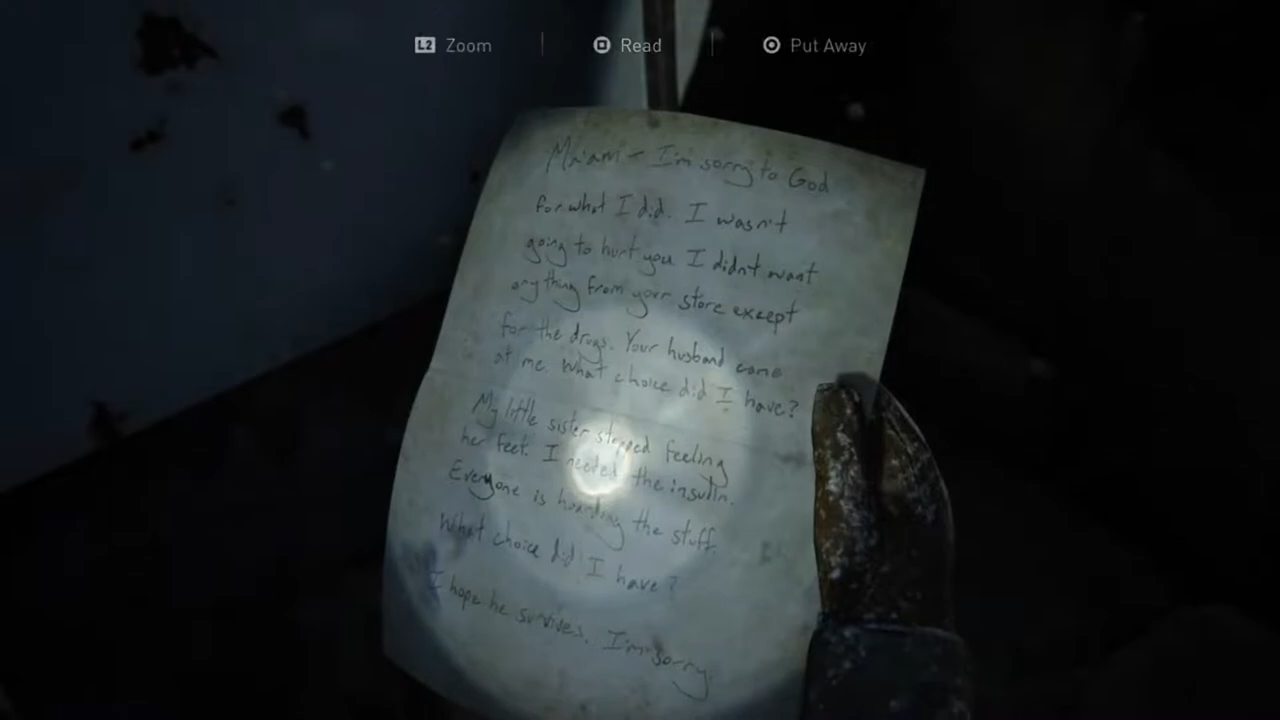 L2 Zoom | Read | Put Away
Ma'am – I'm sorry to God
for what I did. I wasn't
going to hurt you I didn't want
anything from your store except
for the drugs. Your husband came
at me. What choice did I have?
My little sister stopped feeling
her feet. I needed the insulin.
Everyone is hoarding the stuff.
What choice did I have?
I hope he survives. I'm sorry